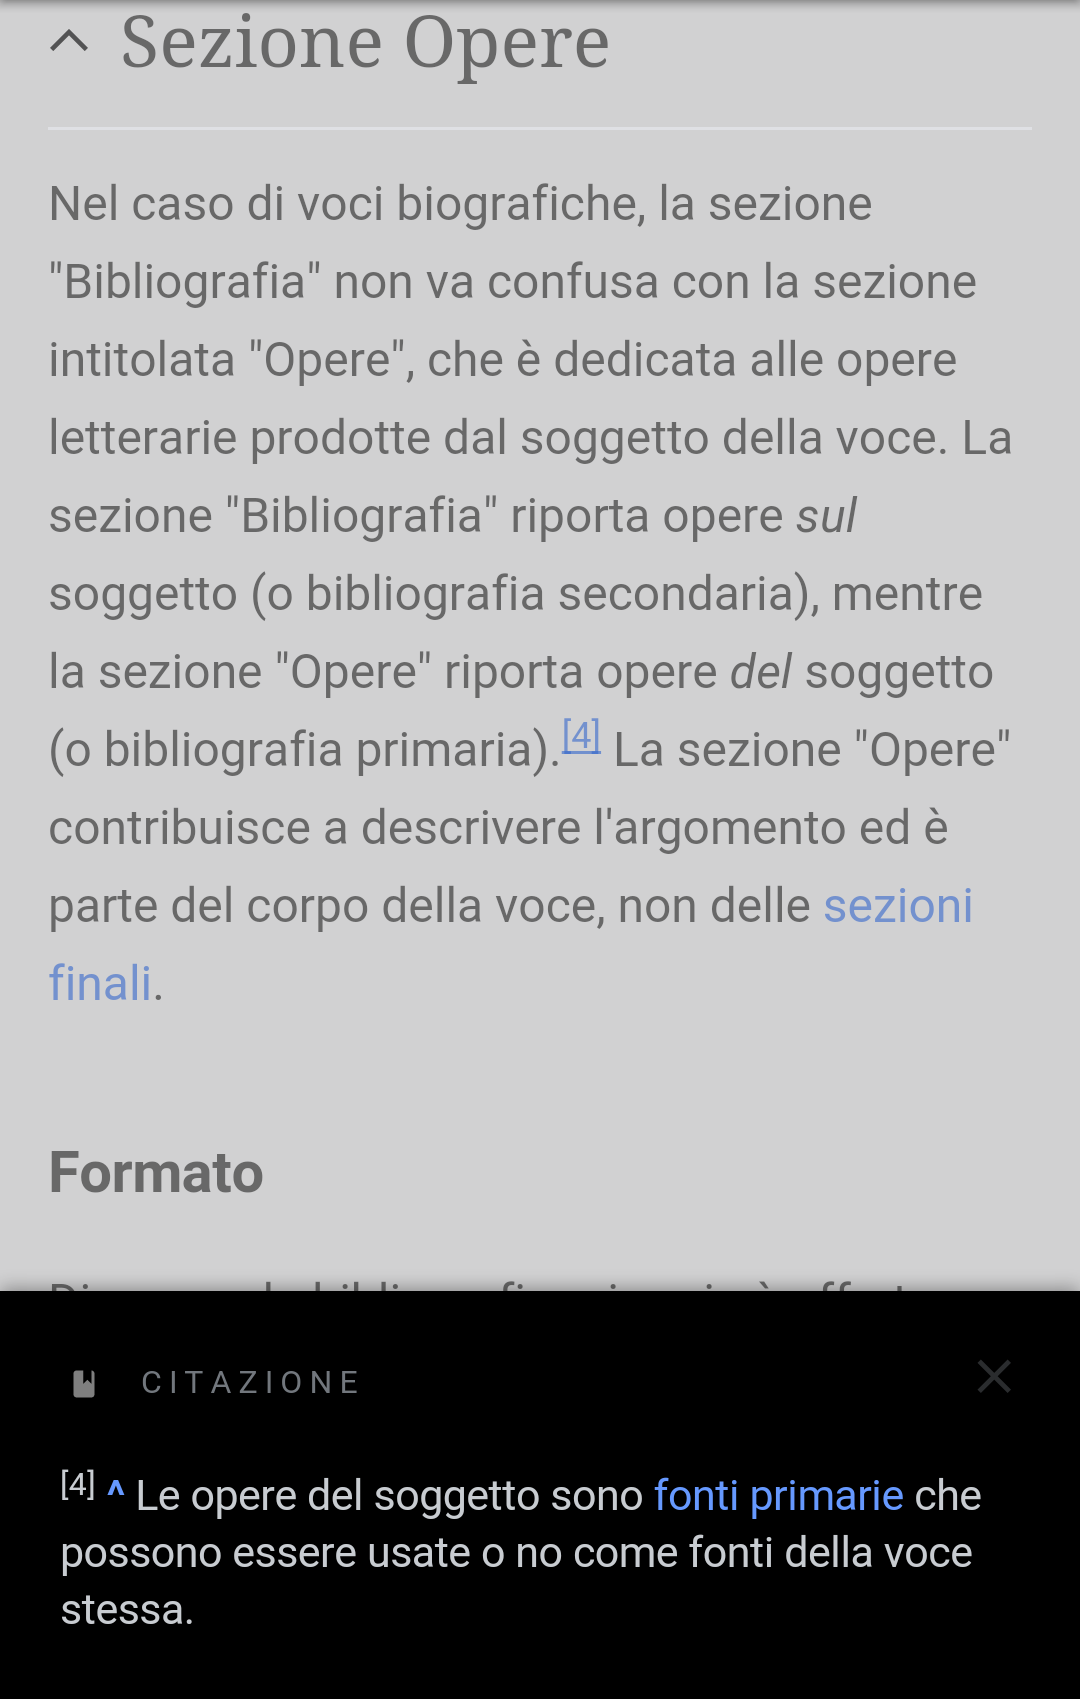 Sezione Opere
Nel caso di voci biografiche, la sezione
"Bibliografia" non va confusa con la sezione
intitolata "Opere", che è dedicata alle opere
letterarie prodotte dal soggetto della voce. La
sezione "Bibliografia" riporta opere sul
soggetto (o bibliografia secondaria), mentre
la sezione "Opere" riporta opere del soggetto
(o bibliografia primaria).[4] La sezione "Opere"
contribuisce a descrivere l'argomento ed è
parte del corpo della voce, non delle sezioni
finali.
Formato
CITAZIONE
[4] ^ Le opere del soggetto sono fonti primarie che
possono essere usate o no come fonti della voce
stessa.